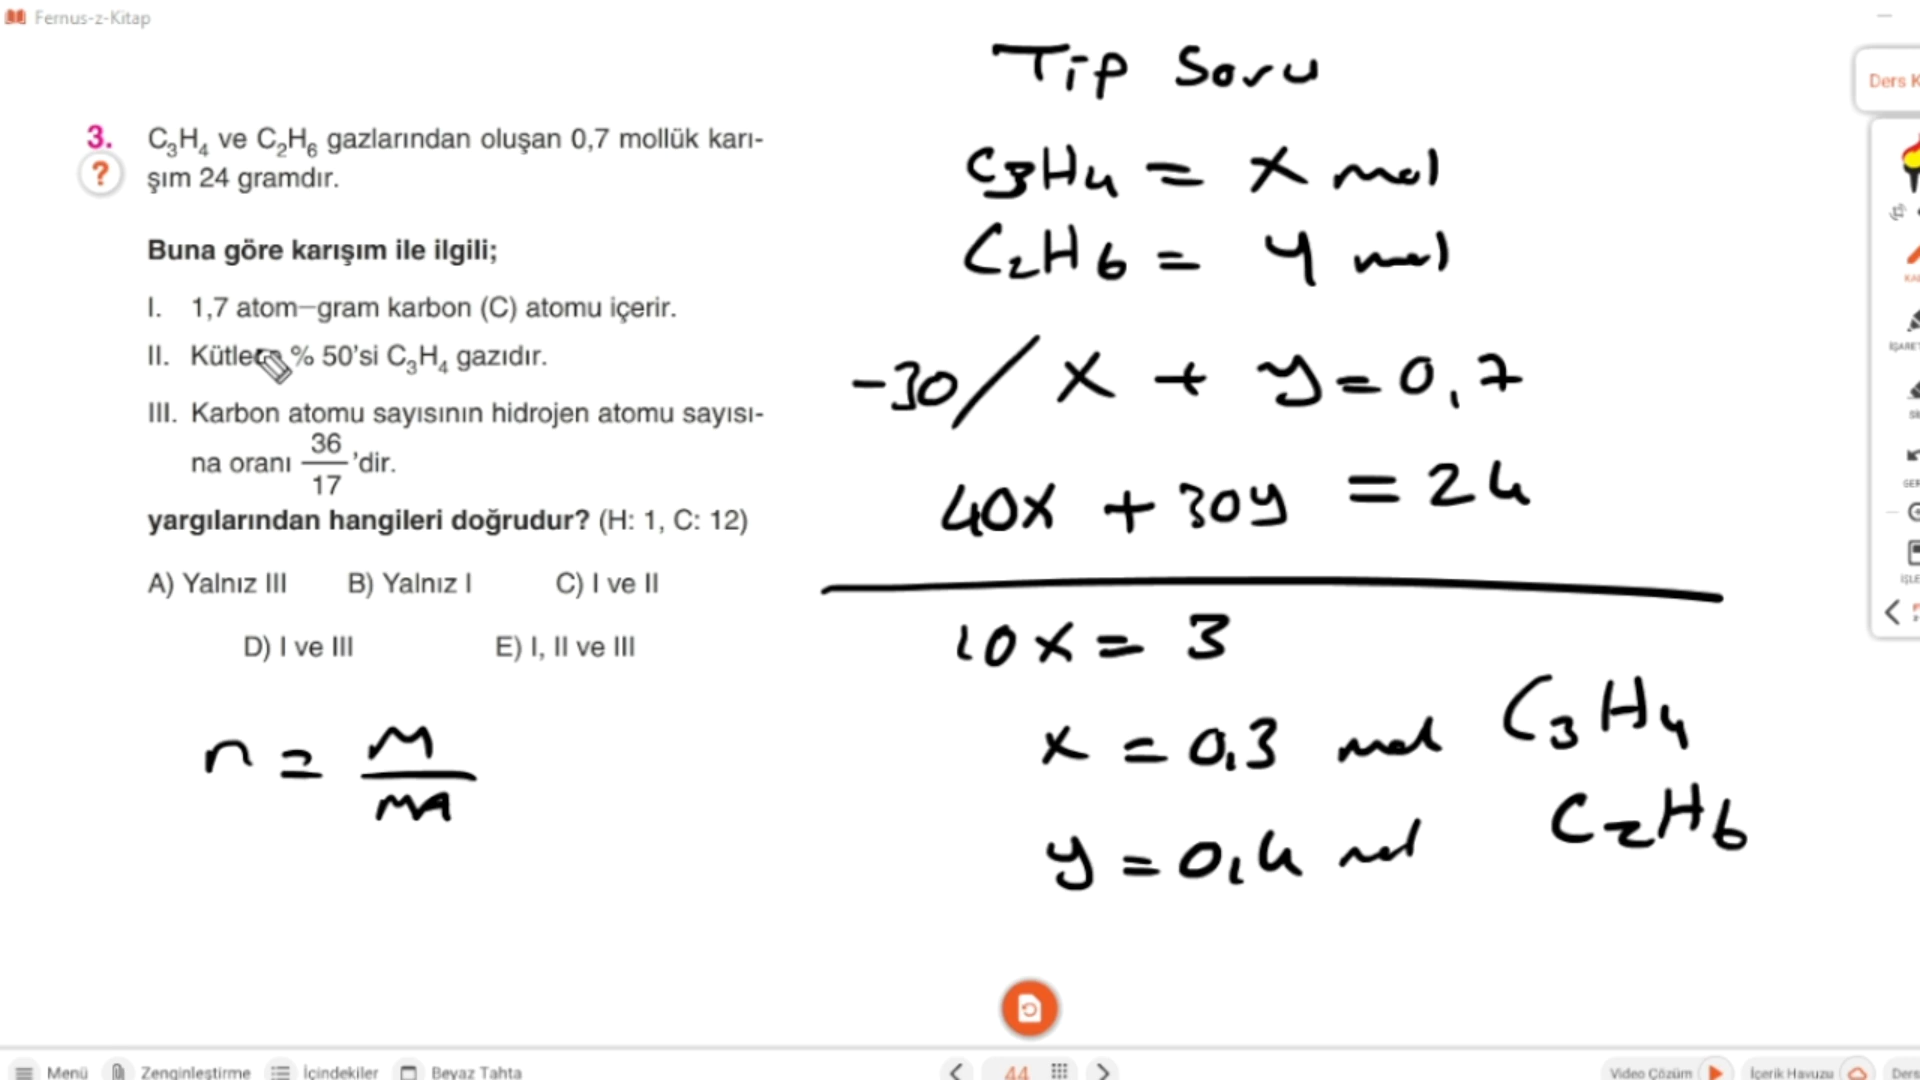 Fernus-z-Kitap
3. C₃H₄ ve C₂H₆ gazlarından oluşan 0,7 mollük karı-
? şım 24 gramdır.
Buna göre karışım ile ilgili;
I. 1,7 atom–gram karbon (C) atomu içerir.
II. % 50'si C₃H₄ gazıdır.
III. Karbon atomu sayısının hidrojen atomu sayısı-
na oranı 36/17 'dir.
yargılarından hangileri doğrudur? (H: 1, C: 12)
A) Yalnız III B) Yalnız I C) I ve II
D) I ve III E) I, II ve III
n = M/MA
Tip Soru
C3H4 = x mol
C2H6 = y mol
-30/ x + y = 0,7
40x + 30y = 24
10x = 3
x = 0,3 mol C3H4
y = 0,4 mol C2H6
Ders K
Menü Zenginleştirme İçindekiler Beyaz Tahta 44 Video Çözüm İçerik Havuzu Ders